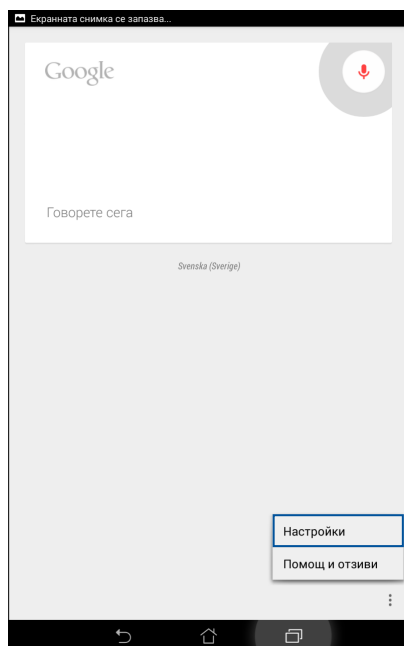 Екранната снимка се запазва...
Google
Говорете сега
Svenska (Sverige)
Настройки
Помощ и отзиви